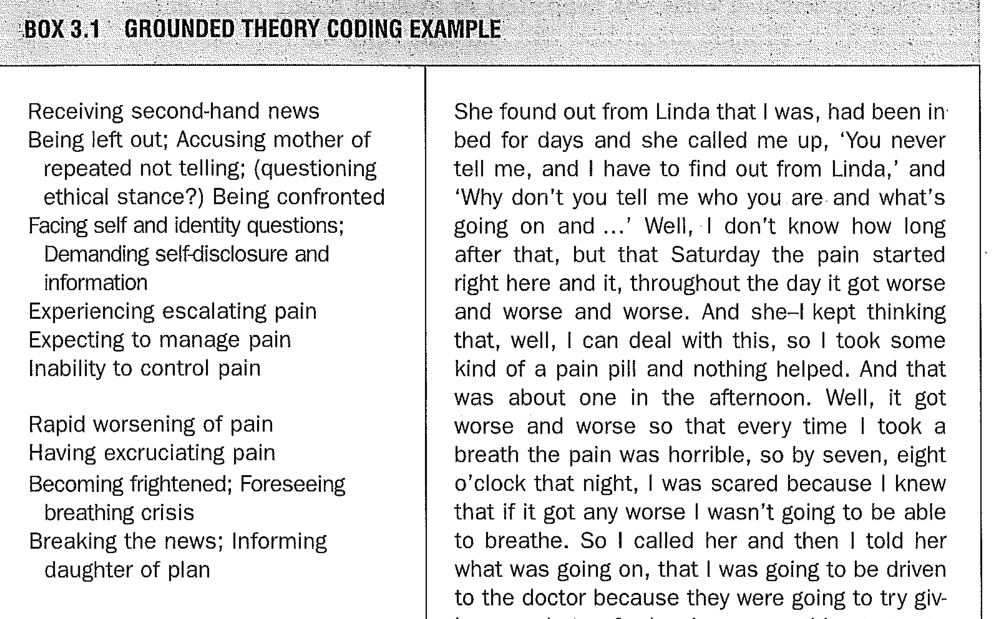 BOX 3.1 GROUNDED THEORY CODING EXAMPLE
Receiving second-hand news
Being left out; Accusing mother of
repeated not telling; (questioning
ethical stance?) Being confronted
Facing self and identity questions;
Demanding self-disclosure and
information
Experiencing escalating pain
Expecting to manage pain
Inability to control pain
Rapid worsening of pain
Having excruciating pain
Becoming frightened; Foreseeing
breathing crisis
Breaking the news; Informing
daughter of plan
She found out from Linda that I was, had been in
bed for days and she called me up, ‘You never
tell me, and I have to find out from Linda,’ and
‘Why don't you tell me who you are and what's
going on and ...’ Well, I don't know how long
after that, but that Saturday the pain started
right here and it, throughout the day it got worse
and worse and worse. And she–I kept thinking
that, well, I can deal with this, so I took some
kind of a pain pill and nothing helped. And that
was about one in the afternoon. Well, it got
worse and worse so that every time I took a
breath the pain was horrible, so by seven, eight
o'clock that night, I was scared because I knew
that if it got any worse I wasn't going to be able
to breathe. So I called her and then I told her
what was going on, that I was going to be driven
to the doctor because they were going to try giv-